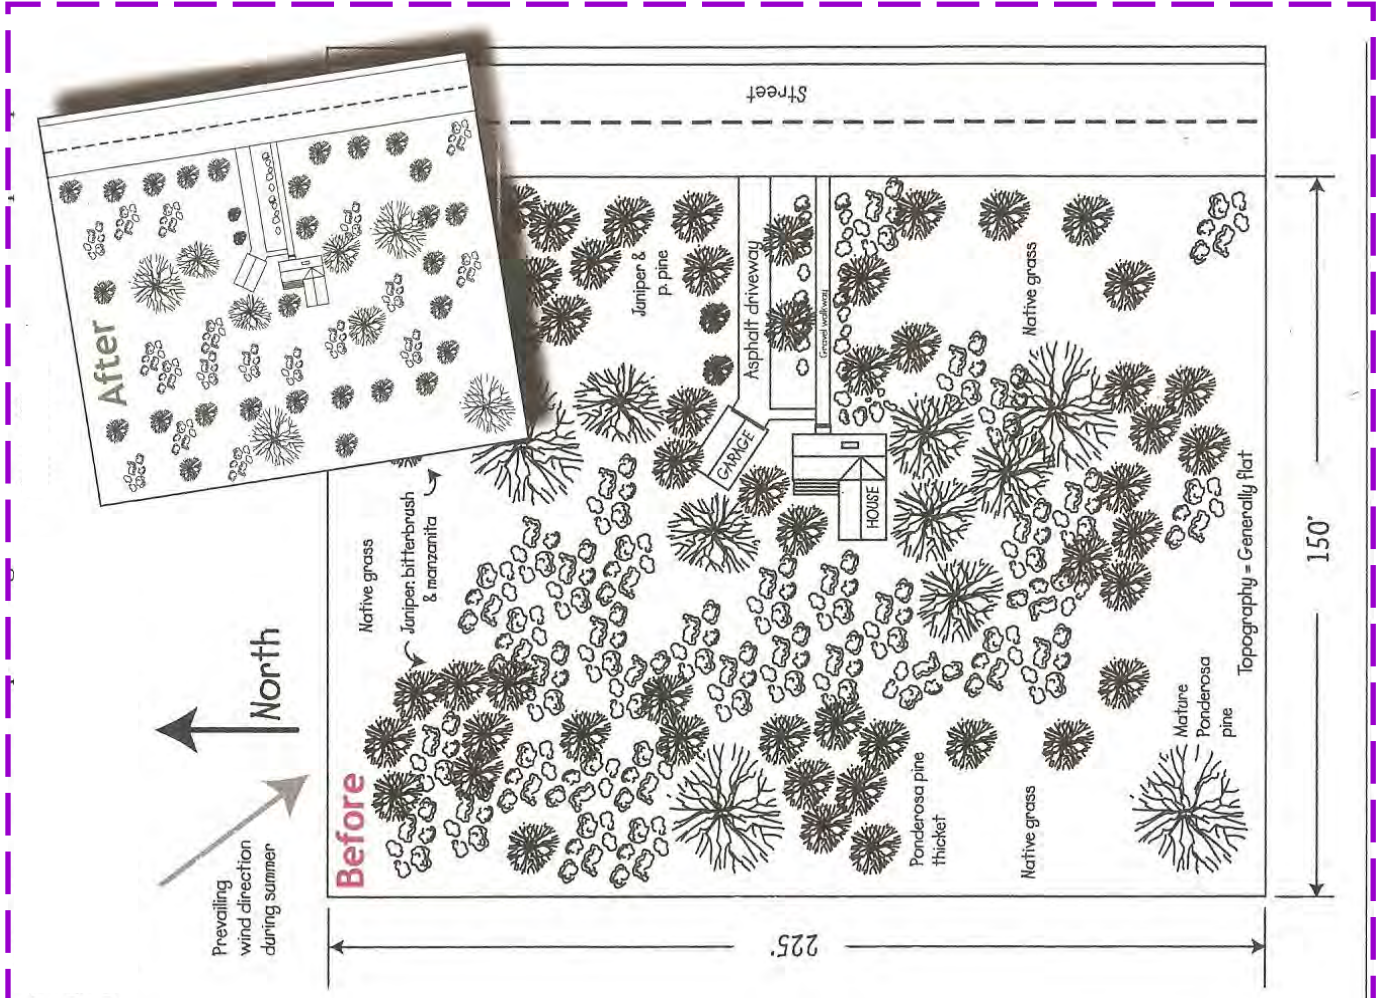 Street
After
Juniper &
p. pine
Asphalt driveway
Gravel walkway
Native grass
GARAGE
HOUSE
Native grass
Juniper, bitterbrush
& manzanita
Topography = Generally flat
150'
North
Before
Prevailing
wind direction
during summer
Ponderosa pine
thicket
Native grass
Mature
Ponderosa
pine
225'